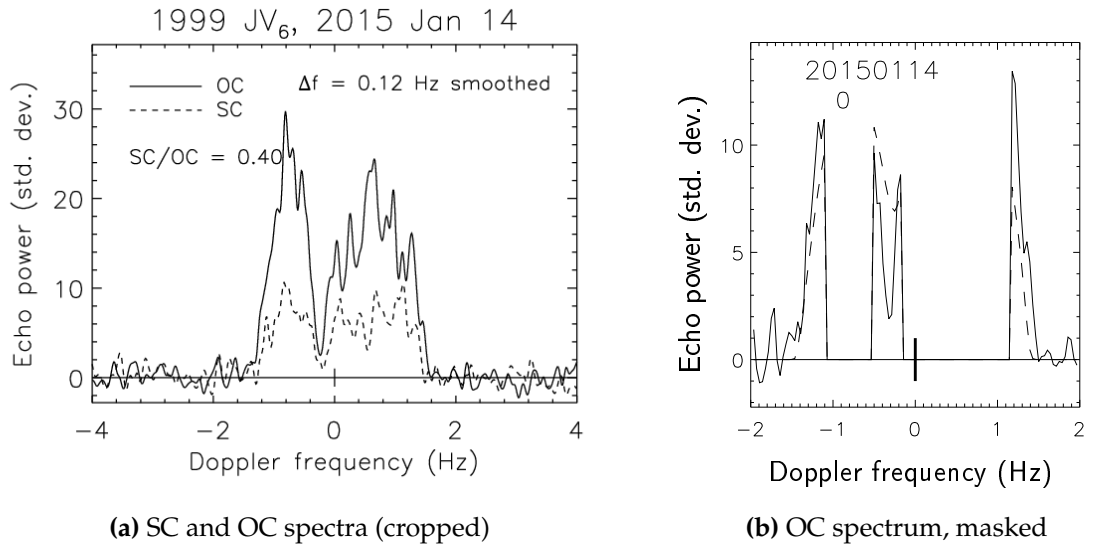 1999 JV6, 2015 Jan 14
OC
SC
Δf = 0.12 Hz smoothed
SC/OC = 0.40
Echo power (std. dev.)
30
20
10
0
−4
−2
0
2
4
Doppler frequency (Hz)
(a) SC and OC spectra (cropped)
20150114
0
Echo power (std. dev.)
10
5
0
−2
−1
0
1
2
Doppler frequency (Hz)
(b) OC spectrum, masked